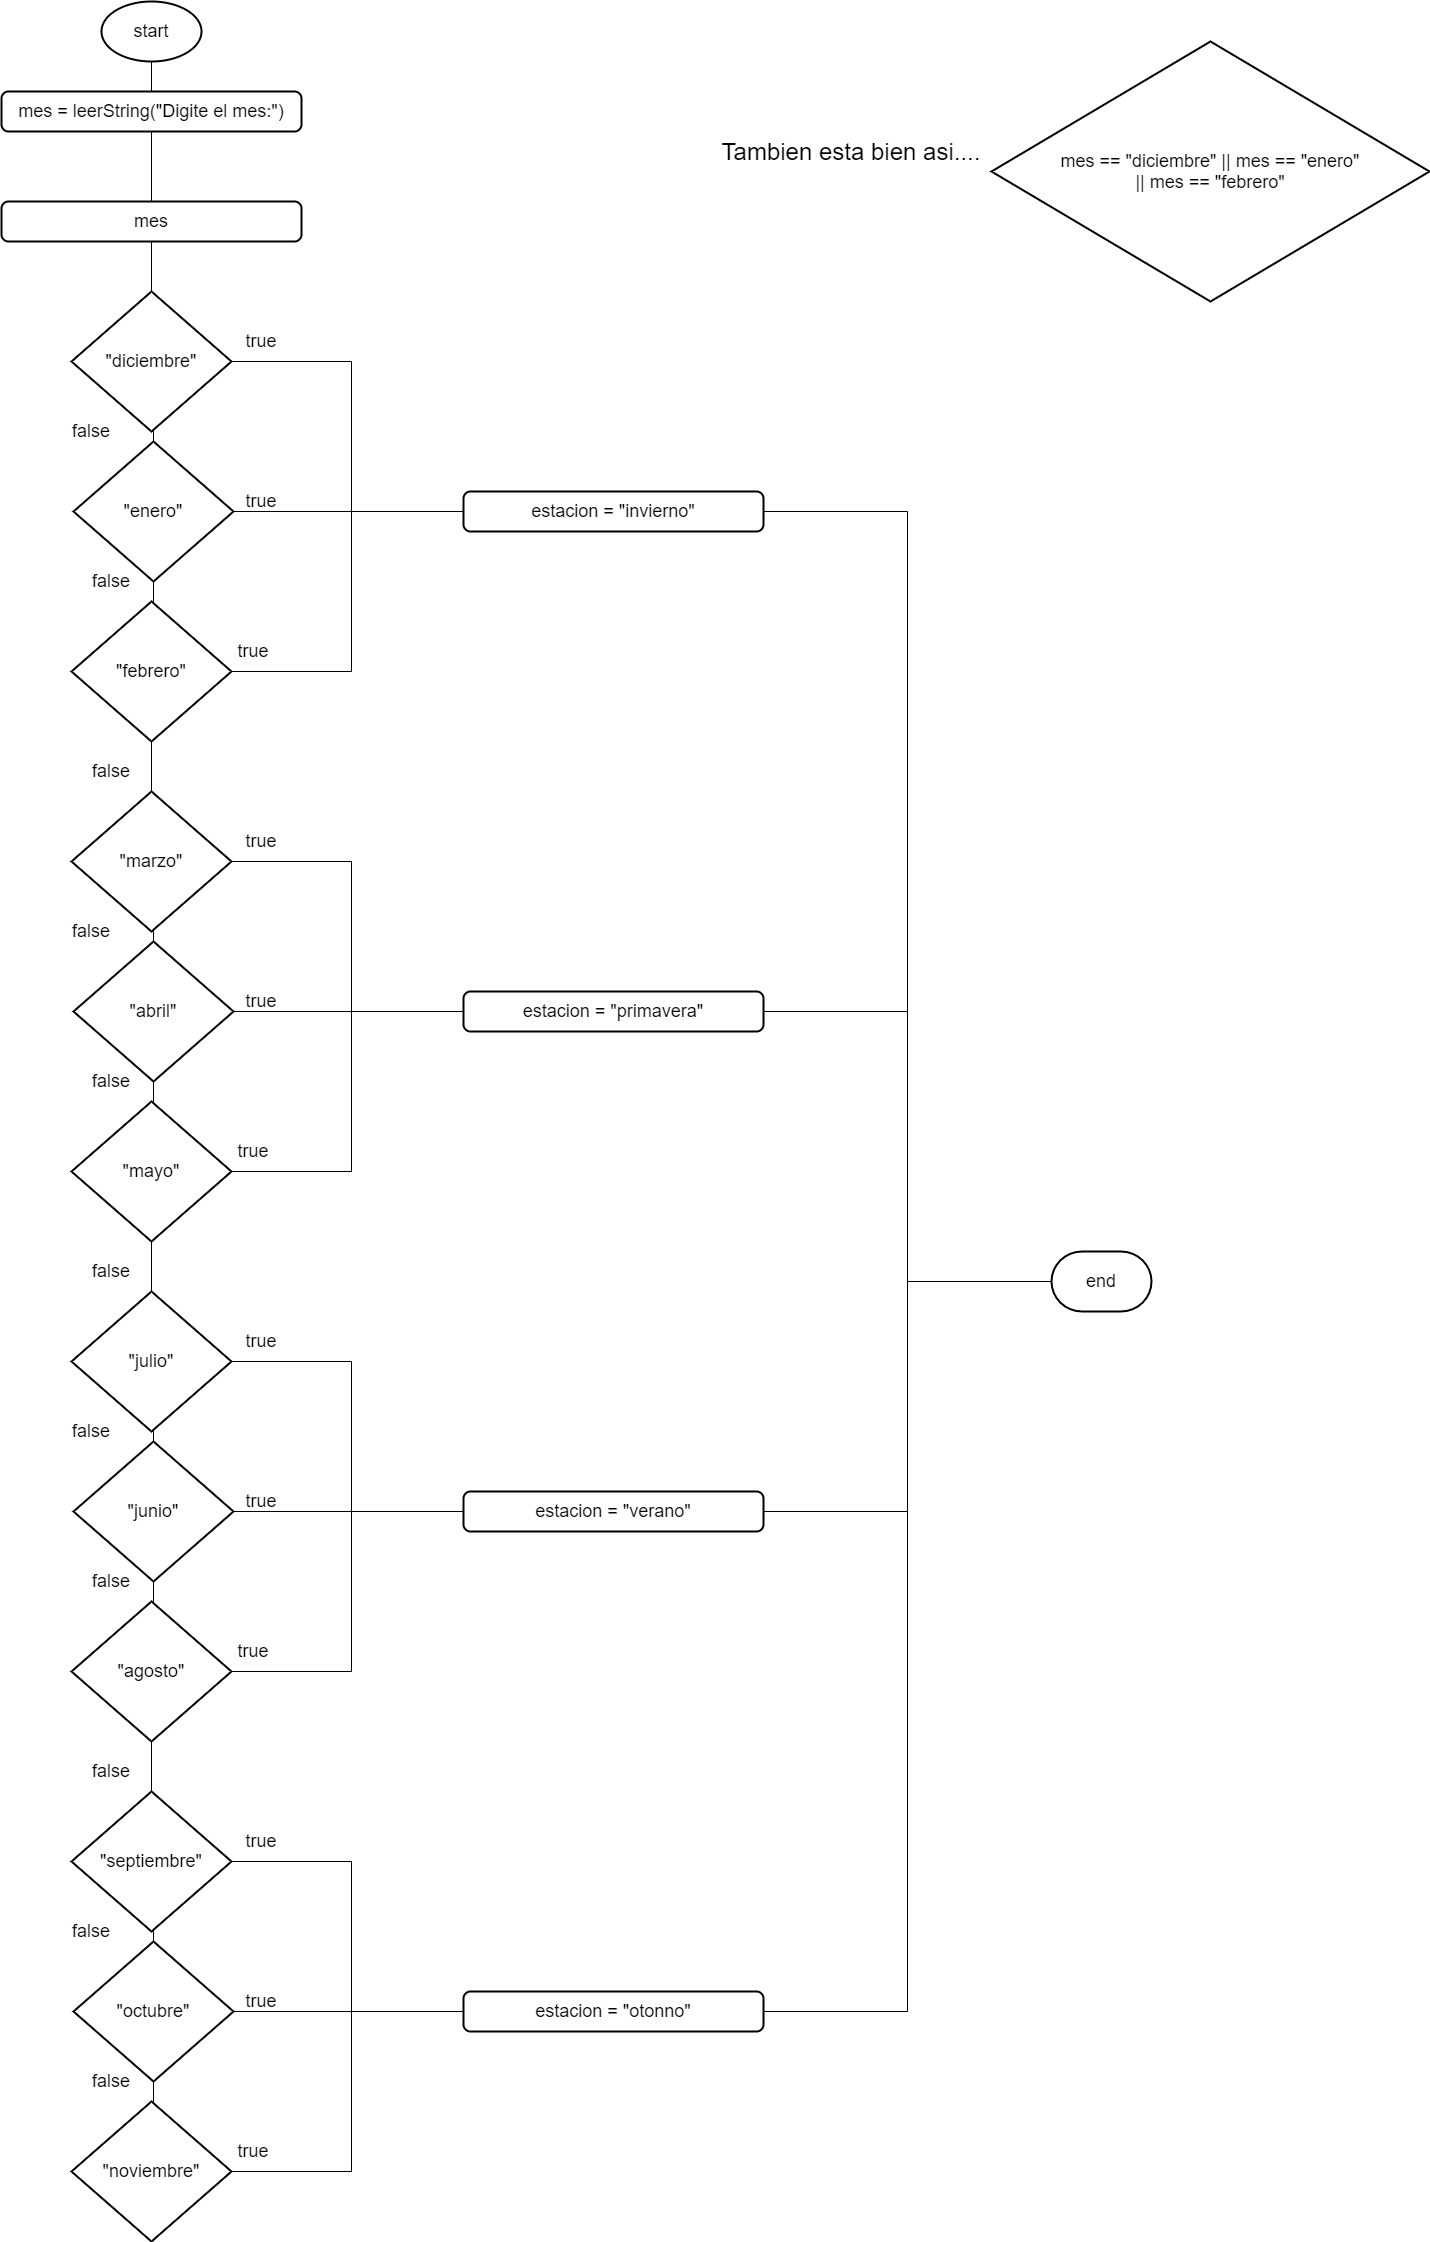 start
mes = leerString("Digite el mes:")
Tambien esta bien asi....
mes == "diciembre" || mes == "enero"
|| mes == "febrero"
mes
true
"diciembre"
false
true
"enero"
estacion = "invierno"
false
true
"febrero"
false
true
"marzo"
false
true
"abril"
estacion = "primavera"
false
true
"mayo"
false
end
true
"julio"
false
true
"junio"
estacion = "verano"
false
true
"agosto"
false
true
"septiembre"
false
true
"octubre"
estacion = "otonno"
false
true
"noviembre"